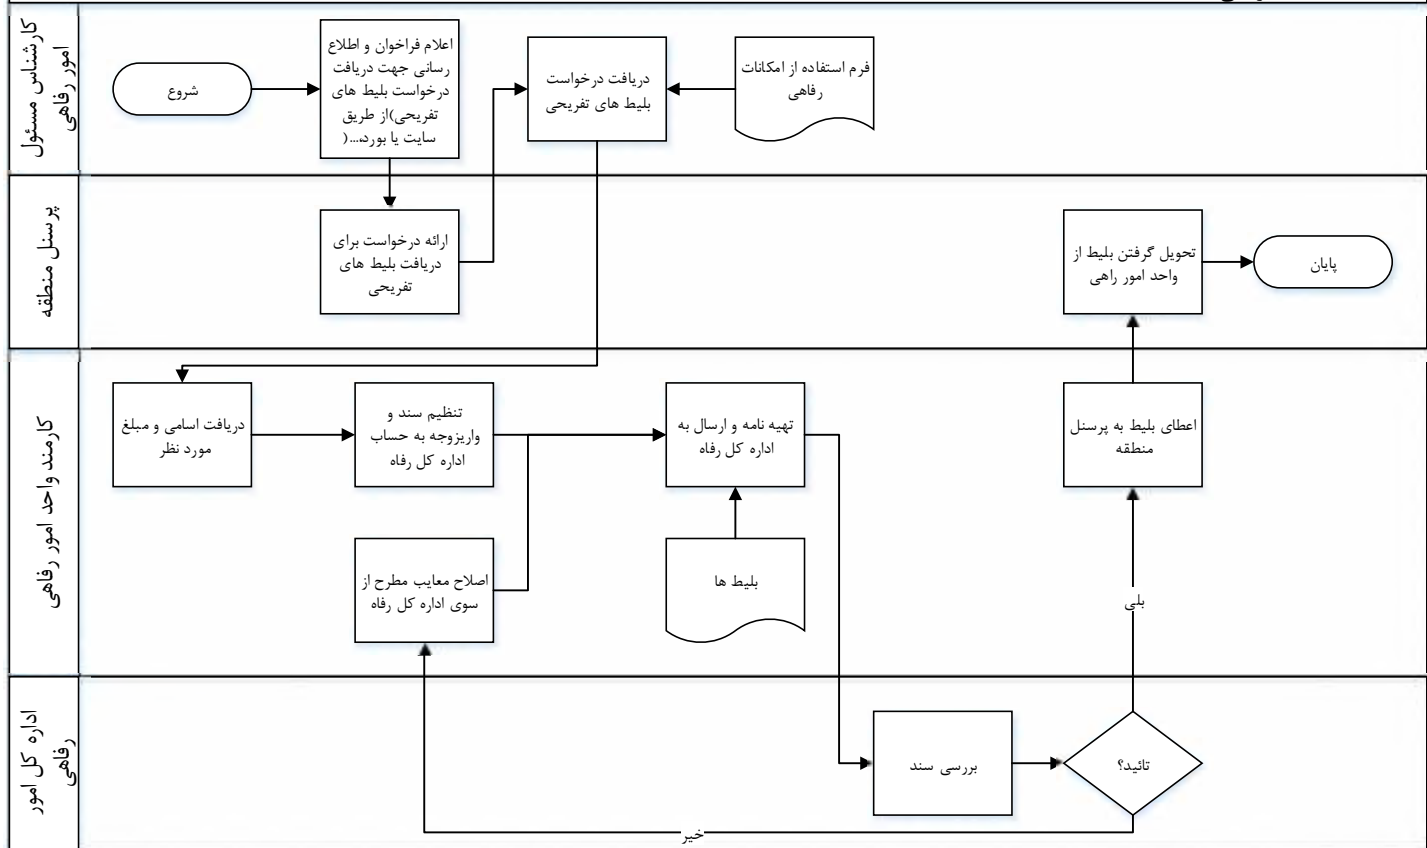 کارشناس مسئول
امور رفاهی
شروع
اعلام فراخوان و اطلاع
رسانی جهت دریافت
درخواست بلیط های
تفریحی)از طریق
سایت یا بورد،...(
دریافت درخواست
بلیط های تفریحی
فرم استفاده از امکانات
رفاهی
پرسنل منطقه
ارائه درخواست برای
دریافت بلیط های
تفریحی
تحویل گرفتن بلیط از
واحد امور راهی
پایان
کارمند واحد امور رفاهی
دریافت اسامی و مبلغ
مورد نظر
تنظیم سند و
واریزوجه به حساب
اداره کل رفاه
تهیه نامه و ارسال به
اداره کل رفاه
اعطای بلیط به پرسنل
منطقه
اصلاح معایب مطرح از
سوی اداره کل رفاه
بلیط ها
بلی
اداره کل امور
رفاهی
بررسی سند
تائید؟
خیر